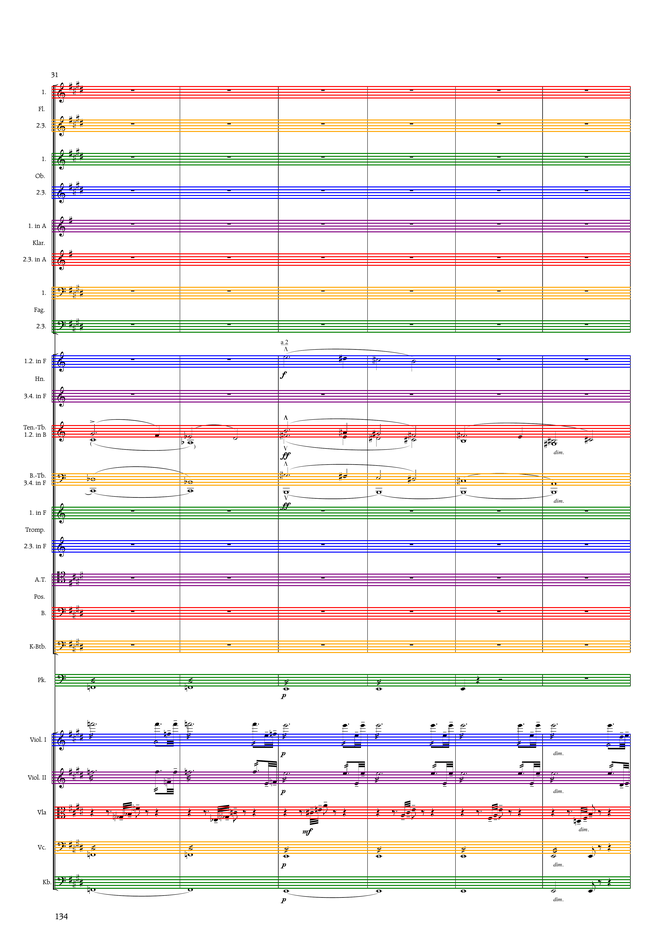 31
1.
Fl.
2.3.
1.
Ob.
2.3.
1. in A
Klar.
2.3. in A
1.
Fag.
2.3.
a.2
1.2. in F
f
Hn.
3.4. in F
Ten.-Tb.
1.2. in B
ff
dim.
B.-Tb.
3.4. in F
ff
dim.
1. in F
Tromp.
2.3. in F
A.T.
Pos.
B.
K-Btb.
Pk.
p
Viol. I
p
dim.
Viol. II
p
dim.
Vla
mf
dim.
Vc.
p
dim.
Kb.
p
dim.
134